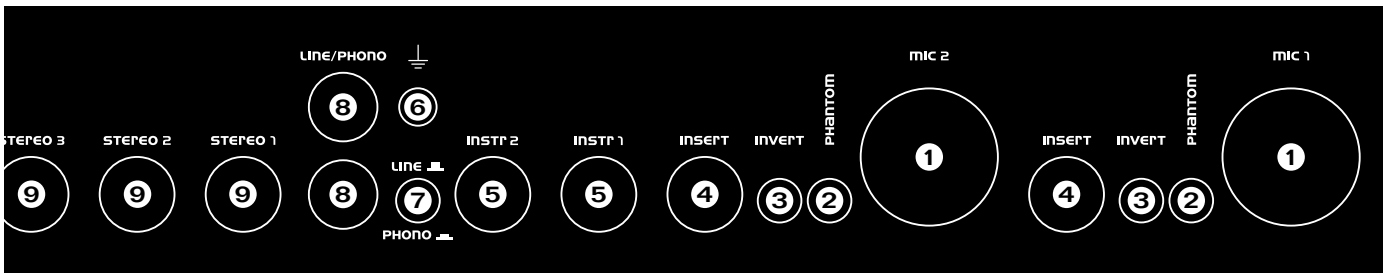 LINE/PHONO
MIC 2
MIC 1
8
6
PHANTOM
PHANTOM
STEREO 3
STEREO 2
STEREO 1
INSTR 2
INSTR 1
INSERT
INVERT
INSERT
INVERT
1
1
LINE
9
9
9
8
7
5
5
4
3
2
4
3
2
PHONO